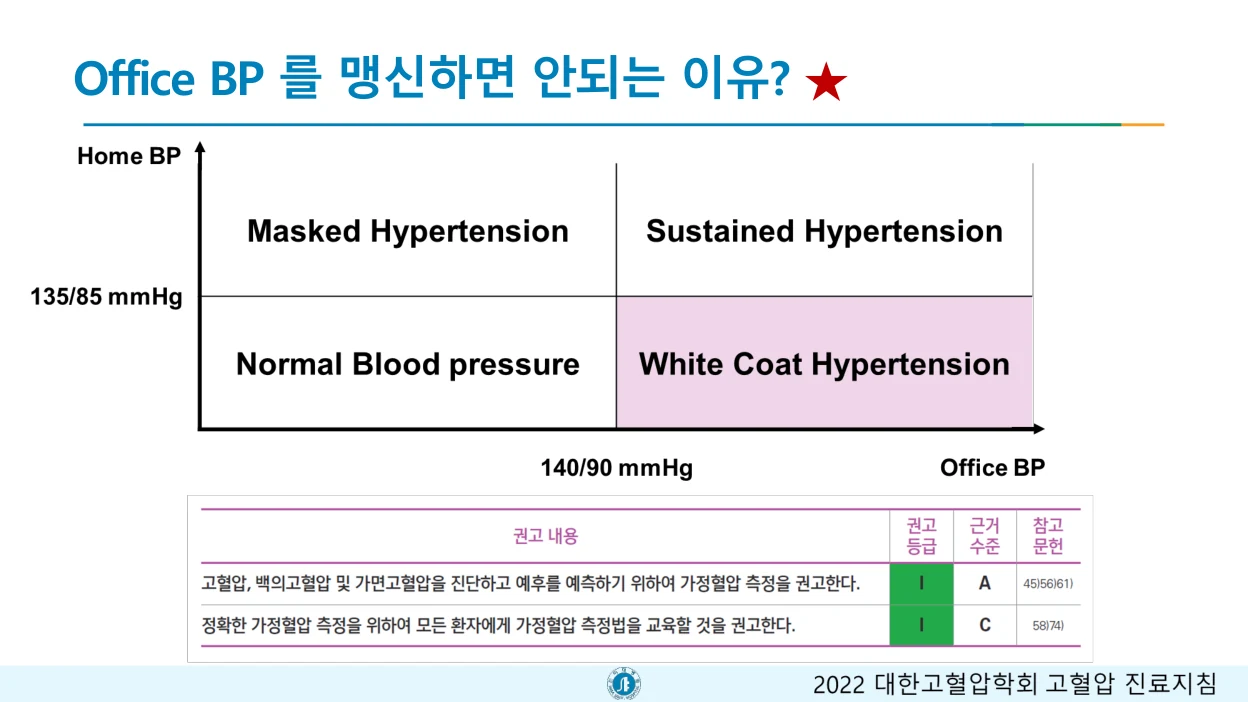 Office BP 를 맹신하면 안되는 이유?
Home BP
Masked Hypertension
Sustained Hypertension
135/85 mmHg
Normal Blood pressure
White Coat Hypertension
140/90 mmHg
Office BP
권고 내용
권고
등급
근거
수준
참고
문헌
고혈압, 백의고혈압 및 가면고혈압을 진단하고 예후를 예측하기 위하여 가정혈압 측정을 권고한다.
I
A
45)56)61)
정확한 가정혈압 측정을 위하여 모든 환자에게 가정혈압 측정법을 교육할 것을 권고한다.
I
C
58)74)
2022 대한고혈압학회 고혈압 진료지침